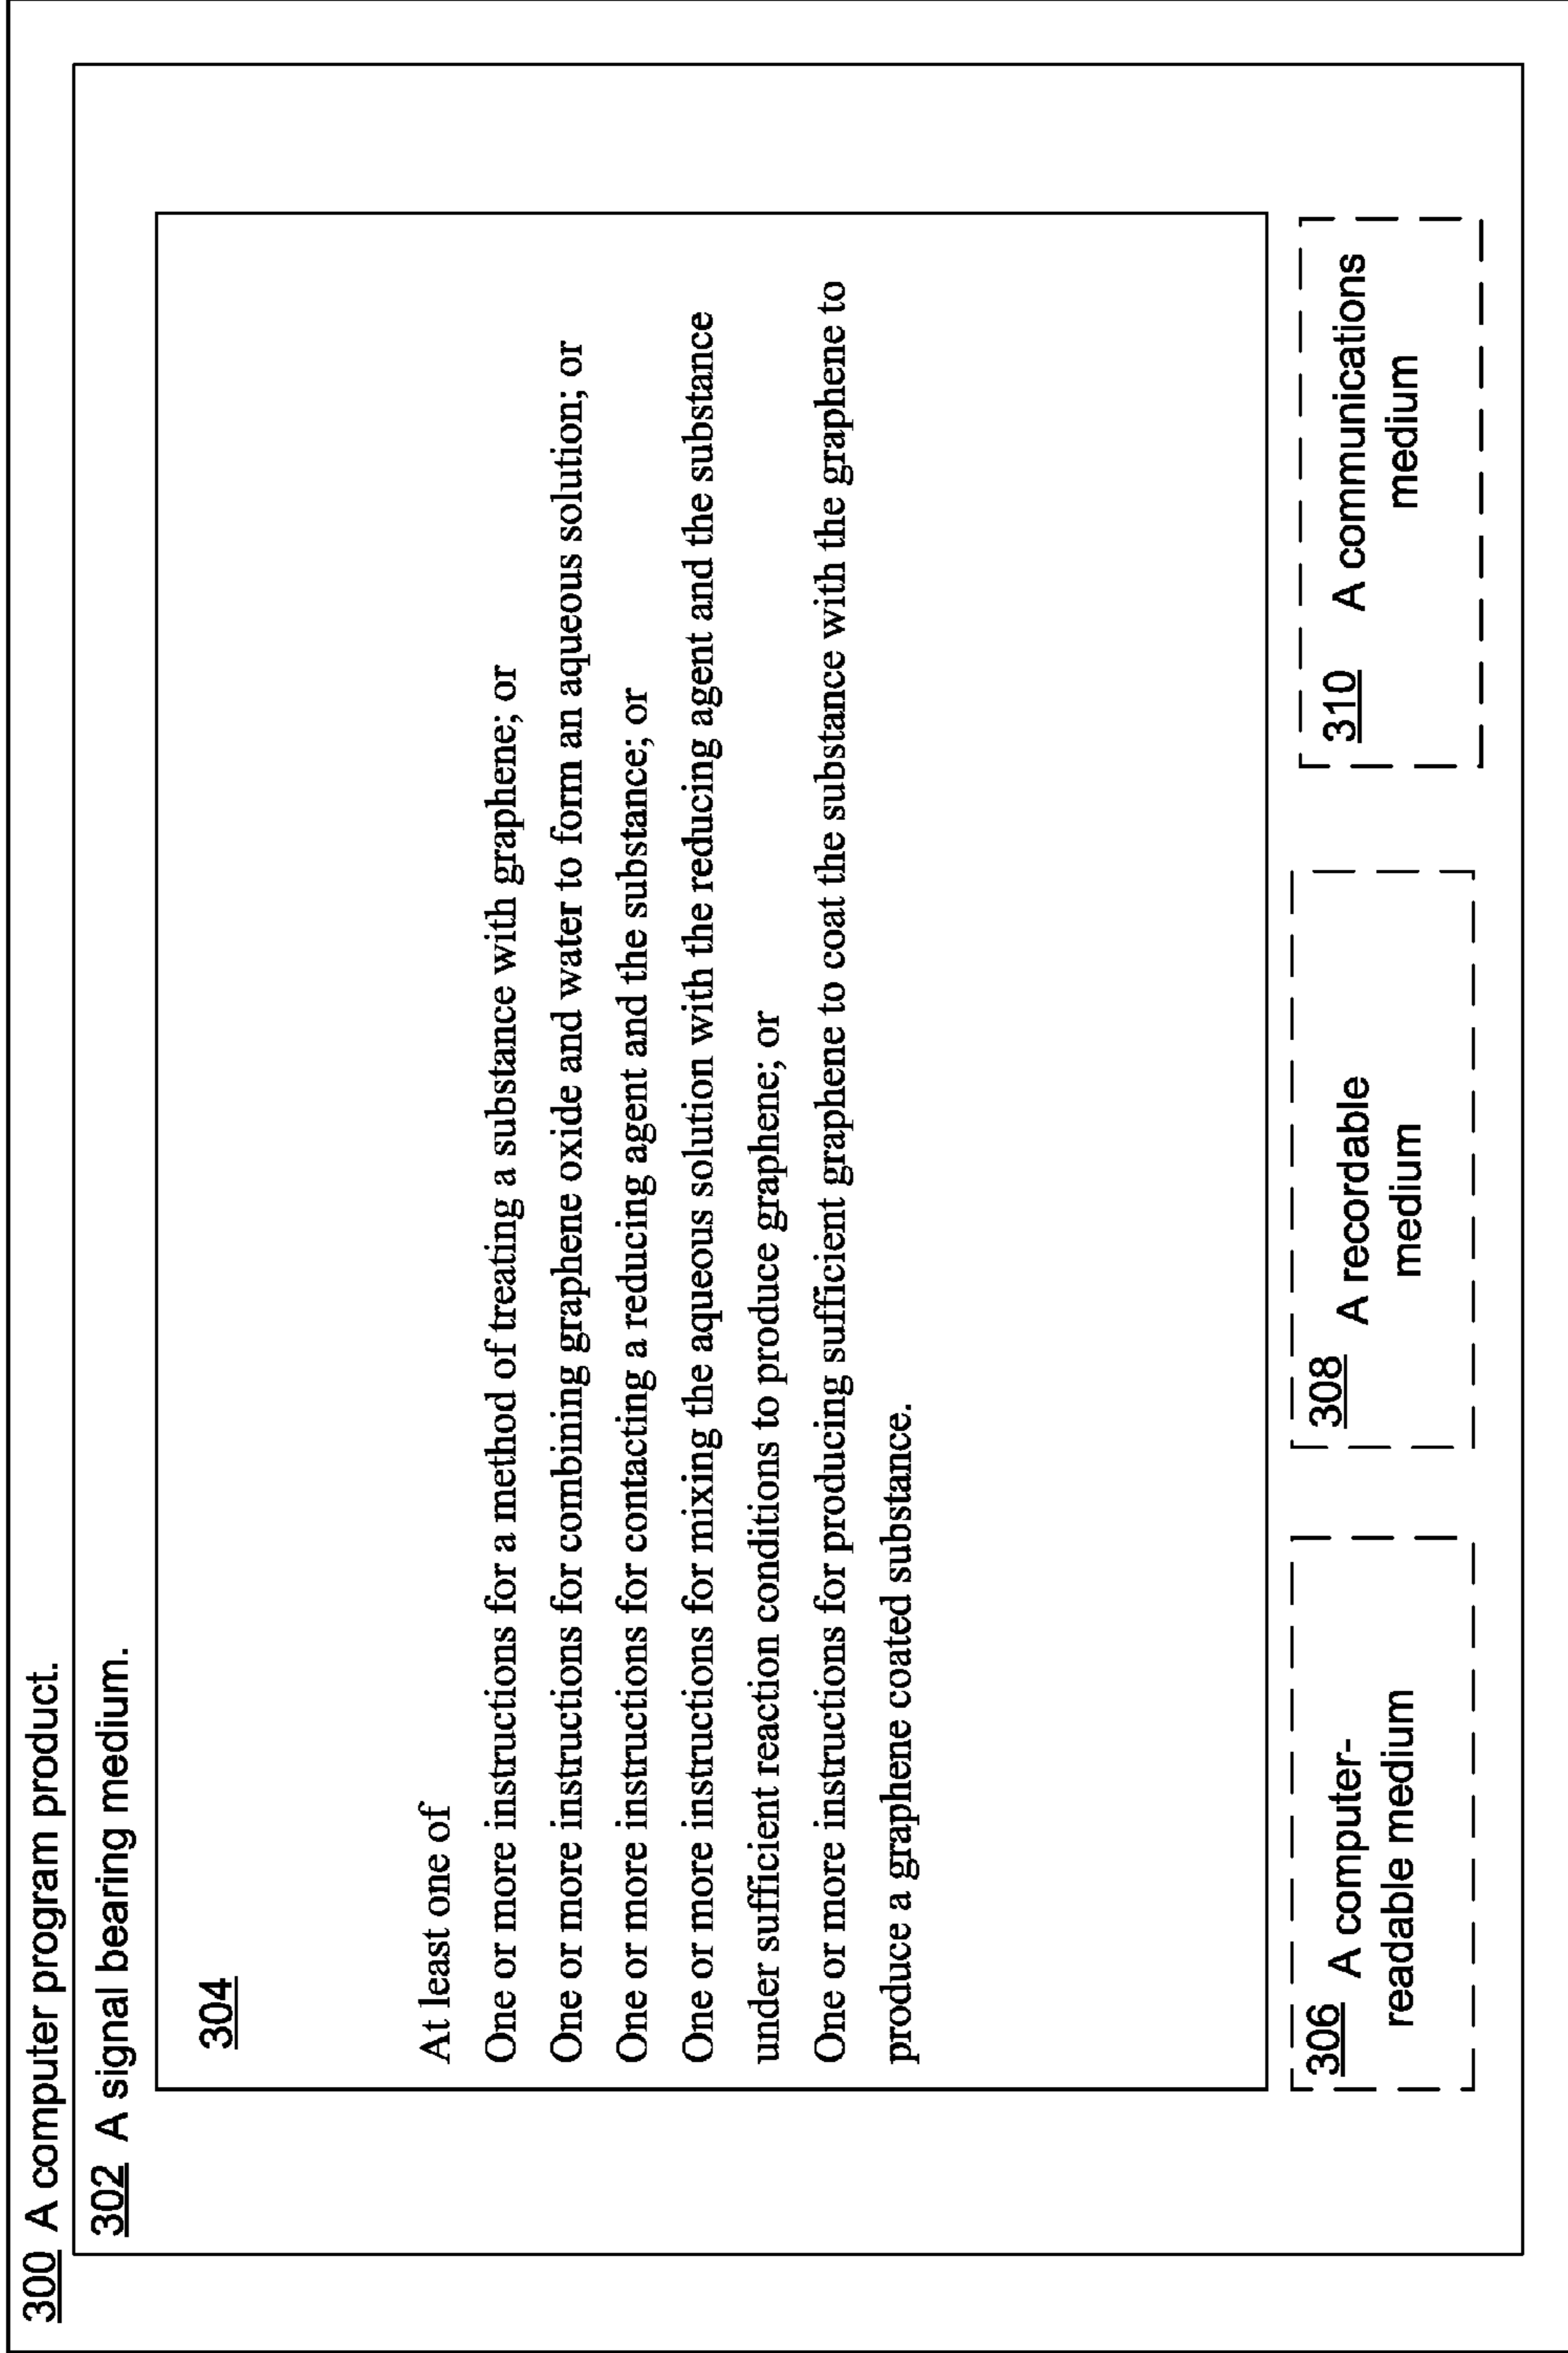 300 A computer program product.
302 A signal bearing medium.
304
At least one of
One or more instructions for a method of treating a substance with graphene; or
One or more instructions for combining graphene oxide and water to form an aqueous solution; or
One or more instructions for contacting a reducing agent and the substance; or
One or more instructions for mixing the aqueous solution with the reducing agent and the substance
under sufficient reaction conditions to produce graphene; or
One or more instructions for producing sufficient graphene to coat the substance with the graphene to
produce a graphene coated substance.
306 A computer-
readable medium
308 A recordable
medium
310 A communications
medium